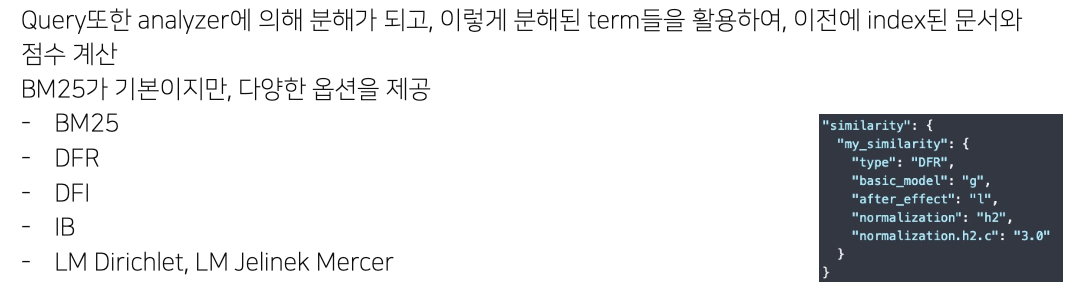 Query또한 analyzer에 의해 분해가 되고, 이렇게 분해된 term들을 활용하여, 이전에 index된 문서와
점수 계산
BM25가 기본이지만, 다양한 옵션을 제공
- BM25
- DFR
- DFI
- IB
- LM Dirichlet, LM Jelinek Mercer
"similarity": {
"my_similarity": {
"type": "DFR",
"basic_model": "g",
"after_effect": "l",
"normalization": "h2",
"normalization.h2.c": "3.0"
}
}